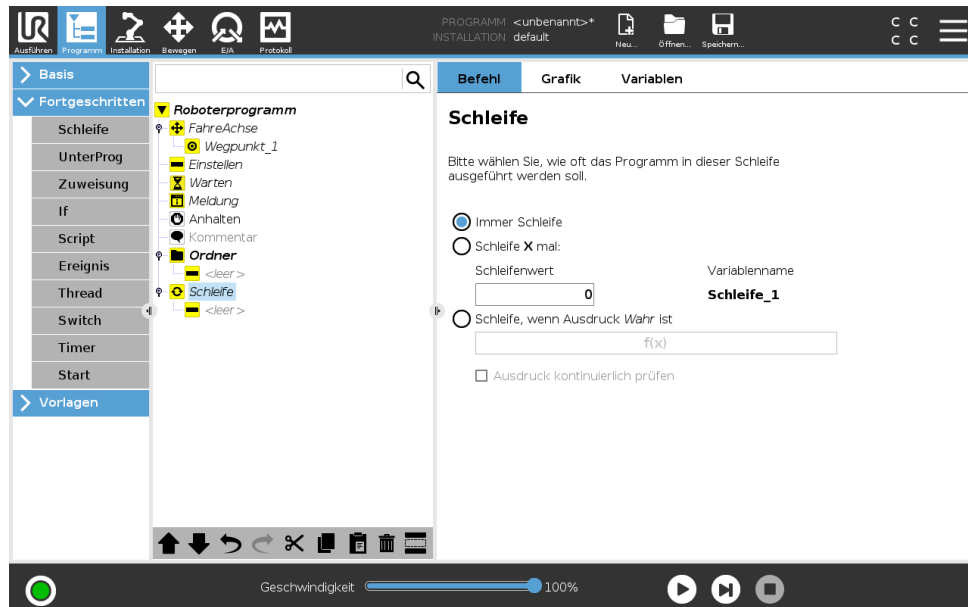 Ausführen Programm Installation Bewegen E/A Protokoll
PROGRAMM <unbenannt>*
INSTALLATION default
Neu... Öffnen... Speichern...
C C
C C
Basis
Fortgeschritten
Schleife
UnterProg
Zuweisung
If
Script
Ereignis
Thread
Switch
Timer
Start
Vorlagen
Roboterprogramm
FahreAchse
Wegpunkt_1
Einstellen
Warten
Meldung
Anhalten
Kommentar
Ordner
<leer>
Schleife
<leer>
Befehl Grafik Variablen
Schleife
Bitte wählen Sie, wie oft das Programm in dieser Schleife
ausgeführt werden soll.
Immer Schleife
Schleife X mal:
Schleifenwert Variablenname
0 Schleife_1
Schleife, wenn Ausdruck Wahr ist
f(x)
Ausdruck kontinuierlich prüfen
Geschwindigkeit 100%